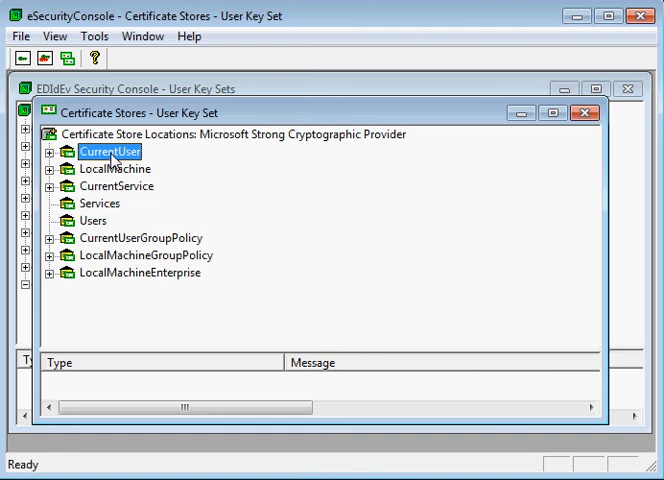 eSecurityConsole - Certificate Stores - User Key Set
File View Tools Window Help
?
EDIdEv Security Console - User Key Sets
Certificate Stores - User Key Set
Certificate Store Locations: Microsoft Strong Cryptographic Provider
CurrentUser
LocalMachine
CurrentService
Services
Users
CurrentUserGroupPolicy
LocalMachineGroupPolicy
LocalMachineEnterprise
Type Message
Ready